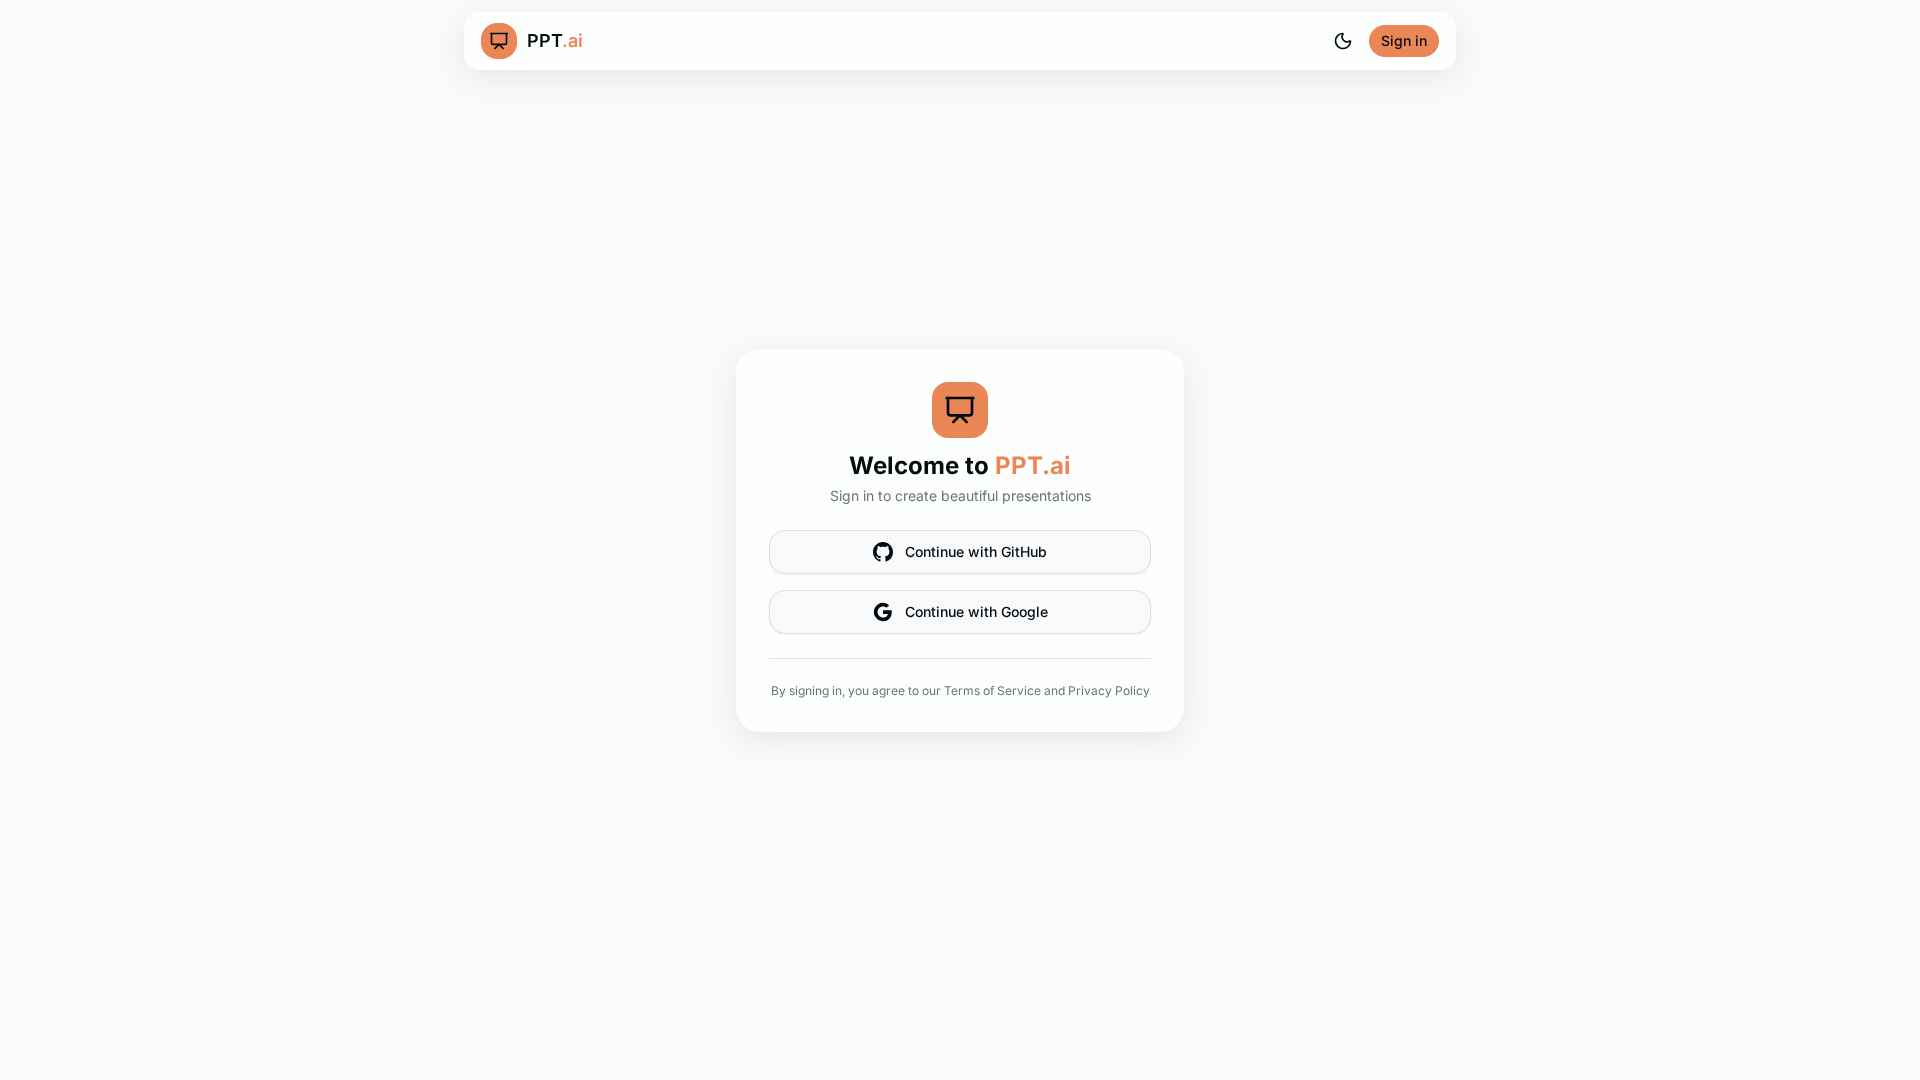 PPT.ai
Sign in
Welcome to PPT.ai
Sign in to create beautiful presentations
Continue with GitHub
Continue with Google
By signing in, you agree to our Terms of Service and Privacy Policy